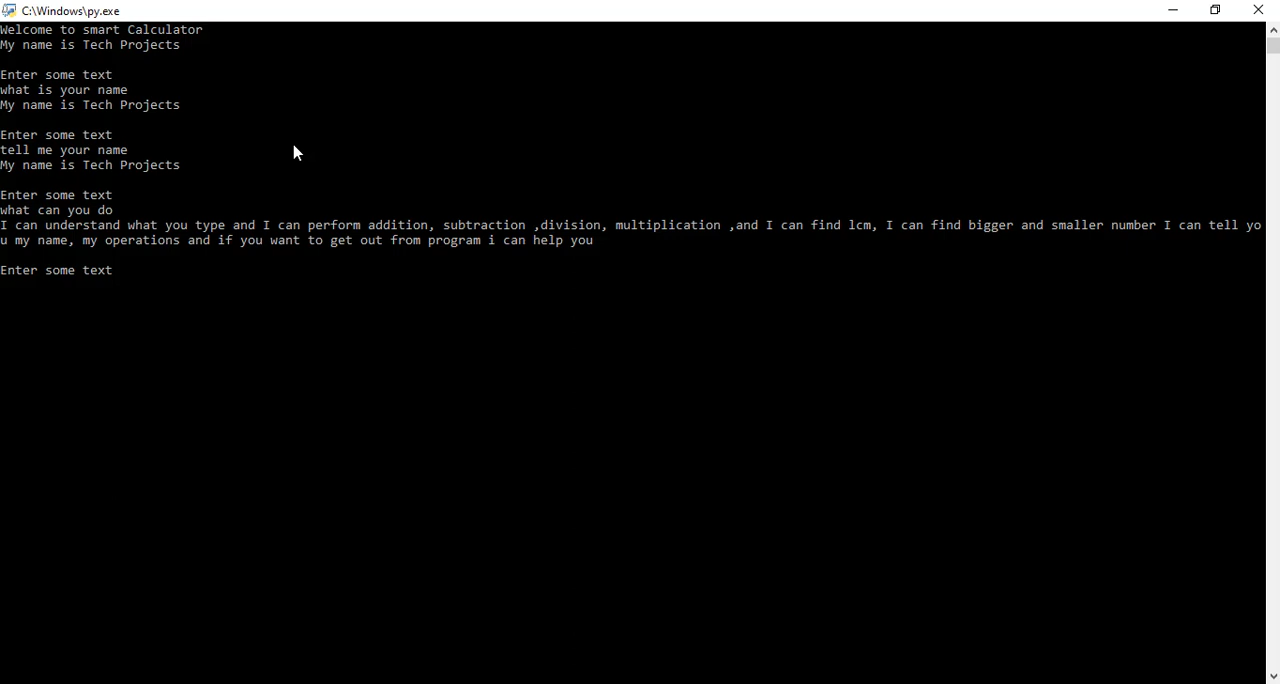 C:\Windows\py.exe
Welcome to smart Calculator
My name is Tech Projects
Enter some text
what is your name
My name is Tech Projects
Enter some text
tell me your name
My name is Tech Projects
Enter some text
what can you do
I can understand what you type and I can perform addition, subtraction ,division, multiplication ,and I can find lcm, I can find bigger and smaller number I can tell yo
u my name, my operations and if you want to get out from program i can help you
Enter some text